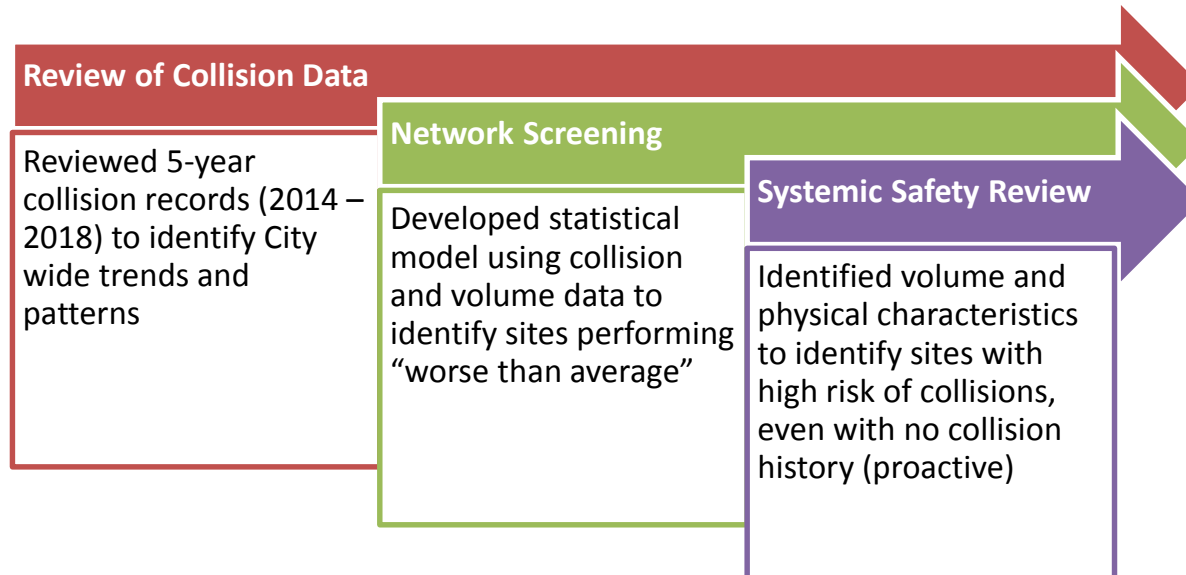 Review of Collision Data
Reviewed 5-year
collision records (2014 –
2018) to identify City
wide trends and
patterns
Network Screening
Developed statistical
model using collision
and volume data to
identify sites performing
“worse than average”
Systemic Safety Review
Identified volume and
physical characteristics
to identify sites with
high risk of collisions,
even with no collision
history (proactive)